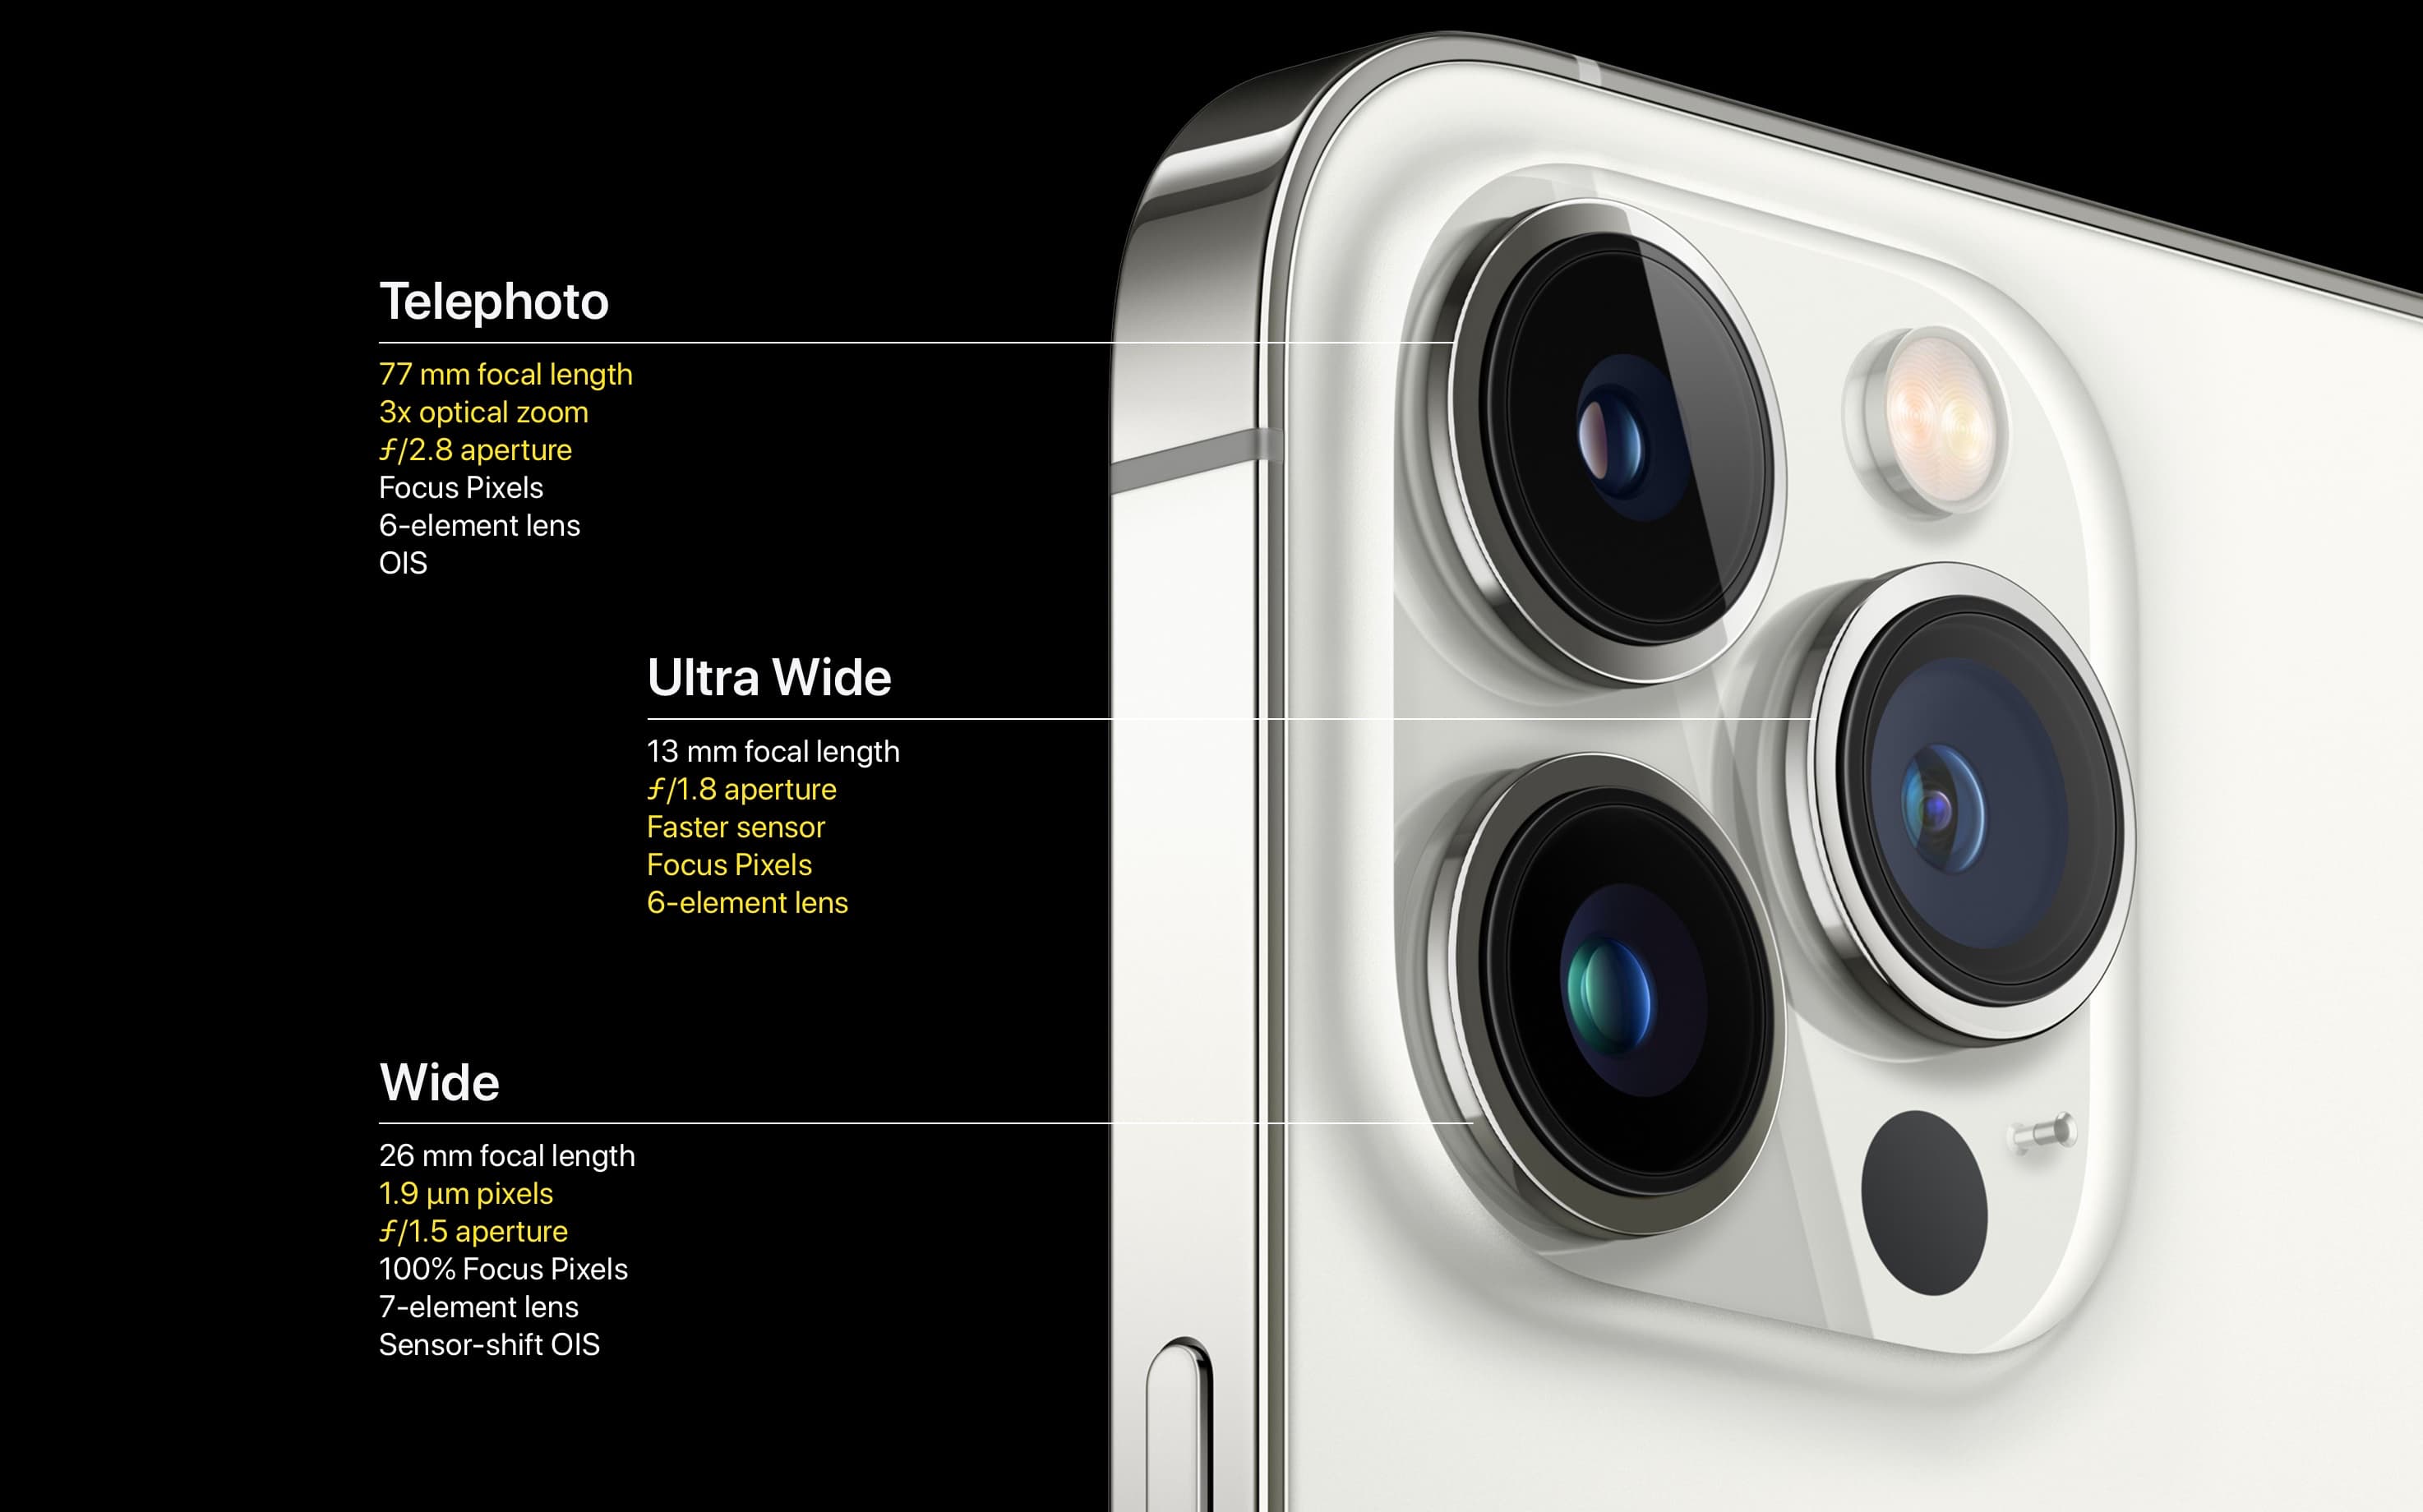 Telephoto
77 mm focal length
3x optical zoom
ƒ/2.8 aperture
Focus Pixels
6-element lens
OIS
Ultra Wide
13 mm focal length
ƒ/1.8 aperture
Faster sensor
Focus Pixels
6-element lens
Wide
26 mm focal length
1.9 µm pixels
ƒ/1.5 aperture
100% Focus Pixels
7-element lens
Sensor-shift OIS